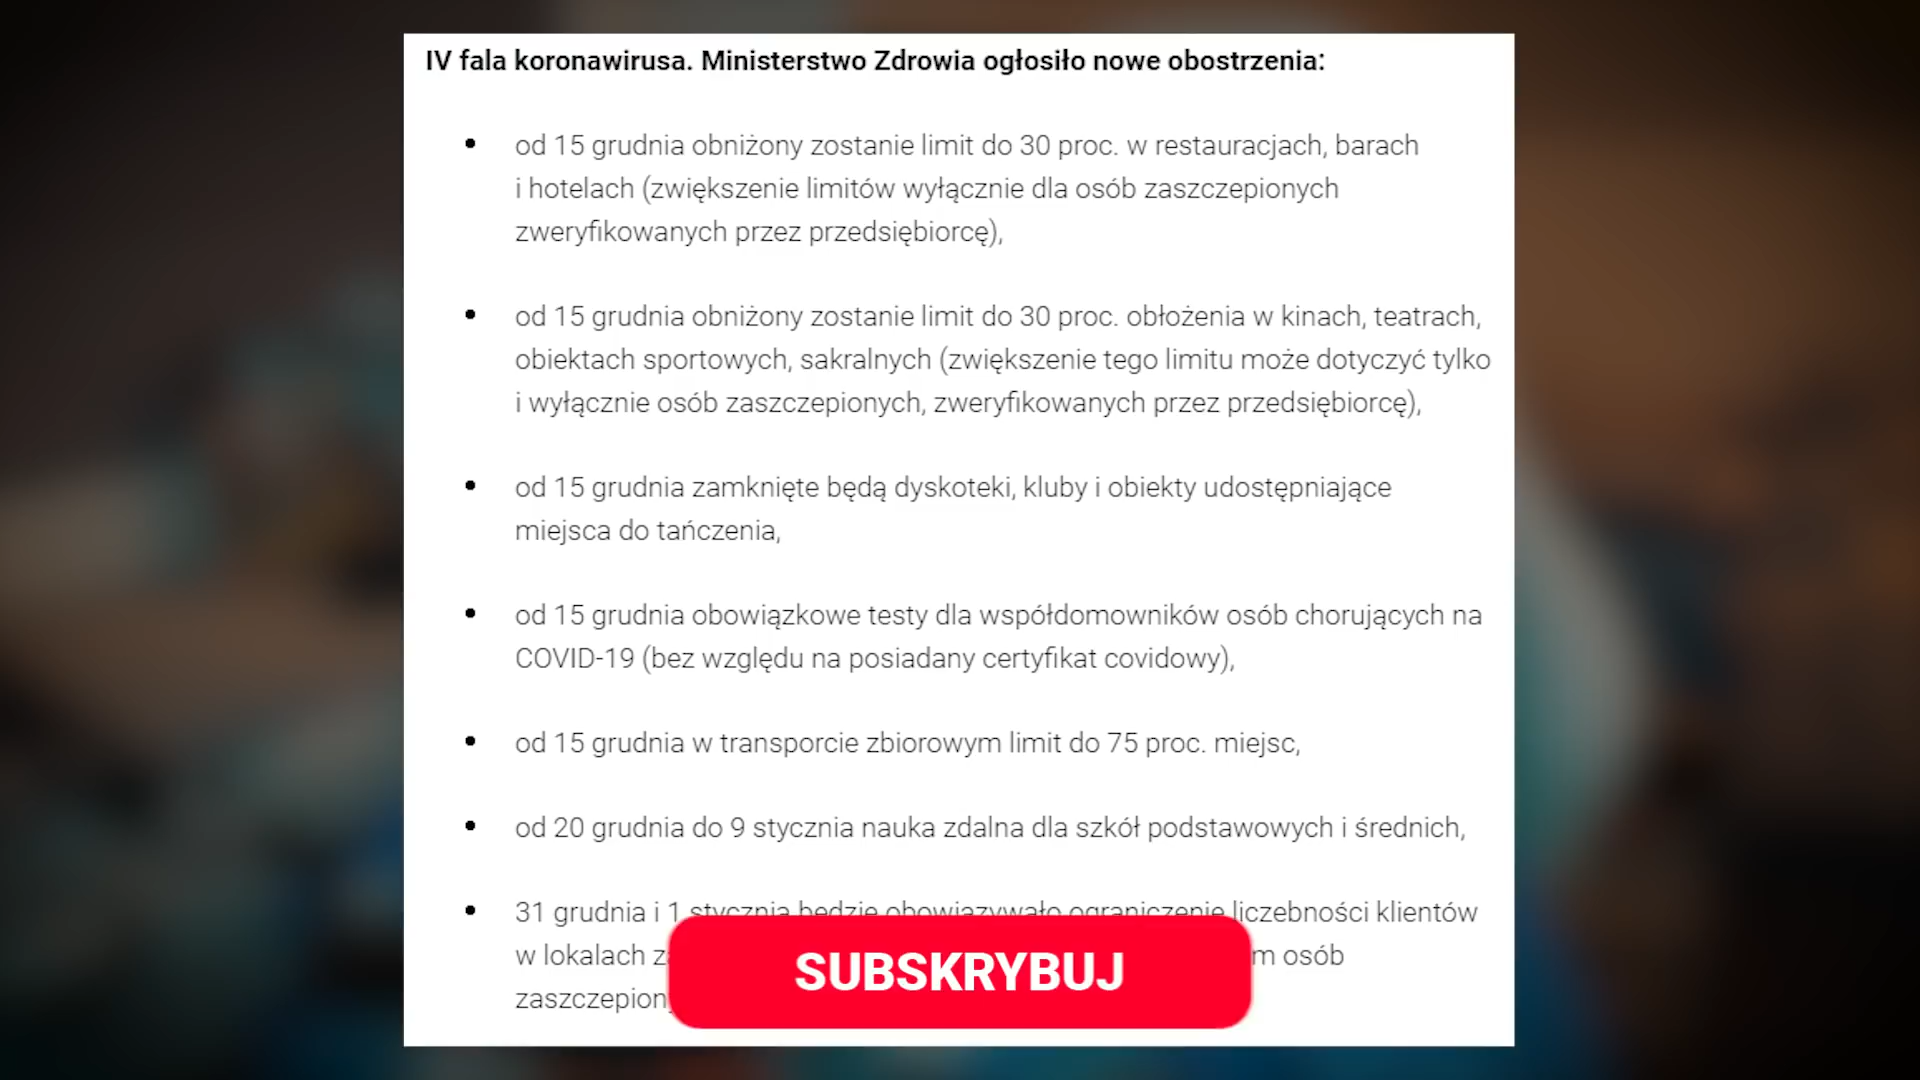 IV fala koronawirusa. Ministerstwo Zdrowia ogłosiło nowe obostrzenia:
• od 15 grudnia obniżony zostanie limit do 30 proc. w restauracjach, barach
i hotelach (zwiększenie limitów wyłącznie dla osób zaszczepionych
zweryfikowanych przez przedsiębiorcę),
• od 15 grudnia obniżony zostanie limit do 30 proc. obłożenia w kinach, teatrach,
obiektach sportowych, sakralnych (zwiększenie tego limitu może dotyczyć tylko
i wyłącznie osób zaszczepionych, zweryfikowanych przez przedsiębiorcę),
• od 15 grudnia zamknięte będą dyskoteki, kluby i obiekty udostępniające
miejsca do tańczenia,
• od 15 grudnia obowiązkowe testy dla współdomowników osób chorujących na
COVID-19 (bez względu na posiadany certyfikat covidowy),
• od 15 grudnia w transporcie zbiorowym limit do 75 proc. miejsc,
• od 20 grudnia do 9 stycznia nauka zdalna dla szkół podstawowych i średnich,
• 31 grudnia i 1 stycznia będzie obowiązywało ograniczenie liczebności klientów
w lokalach osób
SUBSKRYBUJ